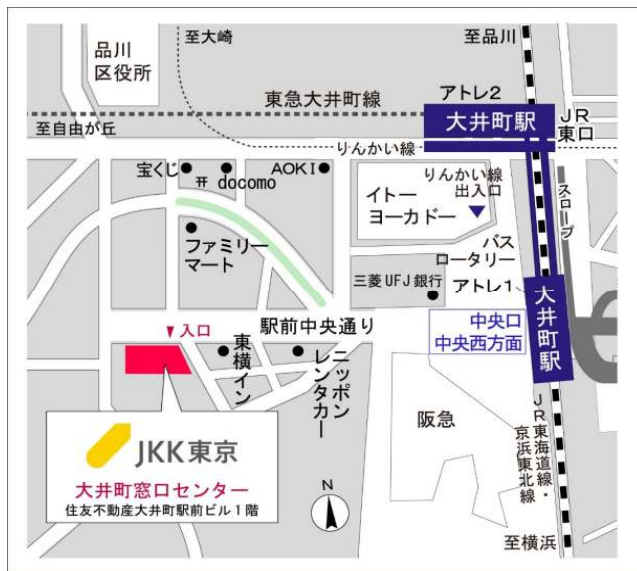 品川
区役所
至大崎
至品川
アトレ2
東急大井町線
大井町駅
JR
東口
至自由が丘
りんかい線
宝くじ
docomo
AOKI
イトー
ヨーカドー
りんかい線
出入口
スロープ
ファミリー
マート
バス
ロータリー
三菱UFJ銀行
アトレ1
大井町駅
入口
駅前中央通り
中央口
中央西方面
東横イン
ニッポン
レンタカー
阪急
JR東海道線・
京浜東北線
JKK東京
大井町窓口センター
住友不動産大井町駅前ビル1階
N
至横浜